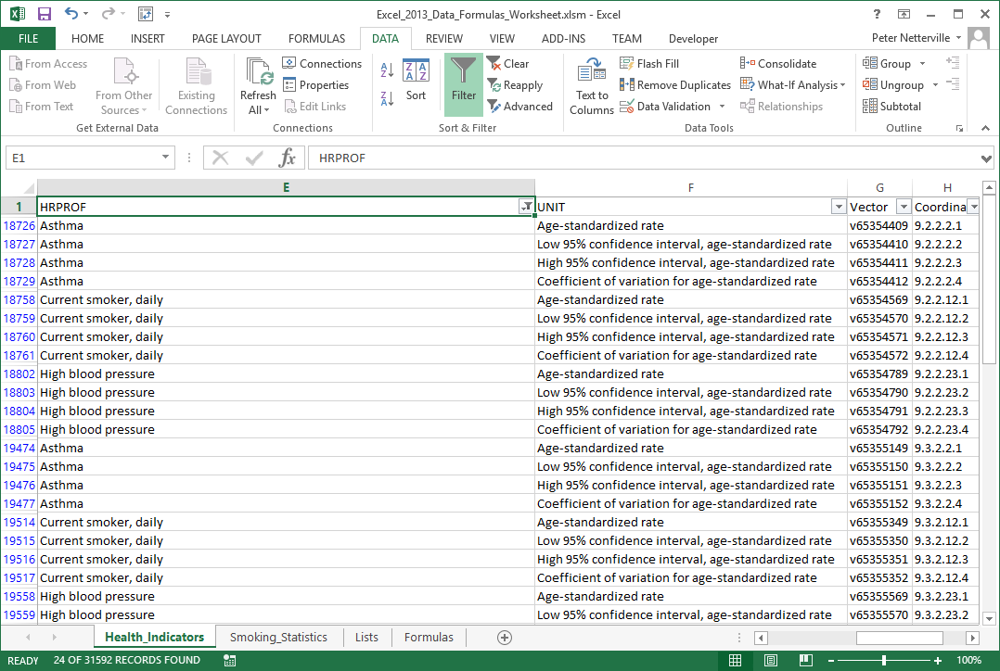 Excel_2013_Data_Formulas_Worksheet.xlsm - Excel
FILE HOME INSERT PAGE LAYOUT FORMULAS DATA REVIEW VIEW ADD-INS TEAM Developer Peter Netterville
From Access
From Web
From Text
From Other Sources
Existing Connections
Get External Data
Refresh All
Connections
Properties
Edit Links
Connections
Sort
Filter
Clear
Reapply
Advanced
Sort & Filter
Text to Columns
Flash Fill
Remove Duplicates
Data Validation
Consolidate
What-If Analysis
Relationships
Data Tools
Group
Ungroup
Subtotal
Outline
E1 fx HRPROF
E F G H
1 HRPROF UNIT Vector Coordina
18726 Asthma Age-standardized rate v65354409 9.2.2.2.1
18727 Asthma Low 95% confidence interval, age-standardized rate v65354410 9.2.2.2.2
18728 Asthma High 95% confidence interval, age-standardized rate v65354411 9.2.2.2.3
18729 Asthma Coefficient of variation for age-standardized rate v65354412 9.2.2.2.4
18758 Current smoker, daily Age-standardized rate v65354569 9.2.2.12.1
18759 Current smoker, daily Low 95% confidence interval, age-standardized rate v65354570 9.2.2.12.2
18760 Current smoker, daily High 95% confidence interval, age-standardized rate v65354571 9.2.2.12.3
18761 Current smoker, daily Coefficient of variation for age-standardized rate v65354572 9.2.2.12.4
18802 High blood pressure Age-standardized rate v65354789 9.2.2.23.1
18803 High blood pressure Low 95% confidence interval, age-standardized rate v65354790 9.2.2.23.2
18804 High blood pressure High 95% confidence interval, age-standardized rate v65354791 9.2.2.23.3
18805 High blood pressure Coefficient of variation for age-standardized rate v65354792 9.2.2.23.4
19474 Asthma Age-standardized rate v65355149 9.3.2.2.1
19475 Asthma Low 95% confidence interval, age-standardized rate v65355150 9.3.2.2.2
19476 Asthma High 95% confidence interval, age-standardized rate v65355151 9.3.2.2.3
19477 Asthma Coefficient of variation for age-standardized rate v65355152 9.3.2.2.4
19514 Current smoker, daily Age-standardized rate v65355349 9.3.2.12.1
19515 Current smoker, daily Low 95% confidence interval, age-standardized rate v65355350 9.3.2.12.2
19516 Current smoker, daily High 95% confidence interval, age-standardized rate v65355351 9.3.2.12.3
19517 Current smoker, daily Coefficient of variation for age-standardized rate v65355352 9.3.2.12.4
19558 High blood pressure Age-standardized rate v65355569 9.3.2.23.1
19559 High blood pressure Low 95% confidence interval, age-standardized rate v65355570 9.3.2.23.2
Health_Indicators Smoking_Statistics Lists Formulas
READY 24 OF 31592 RECORDS FOUND 100%